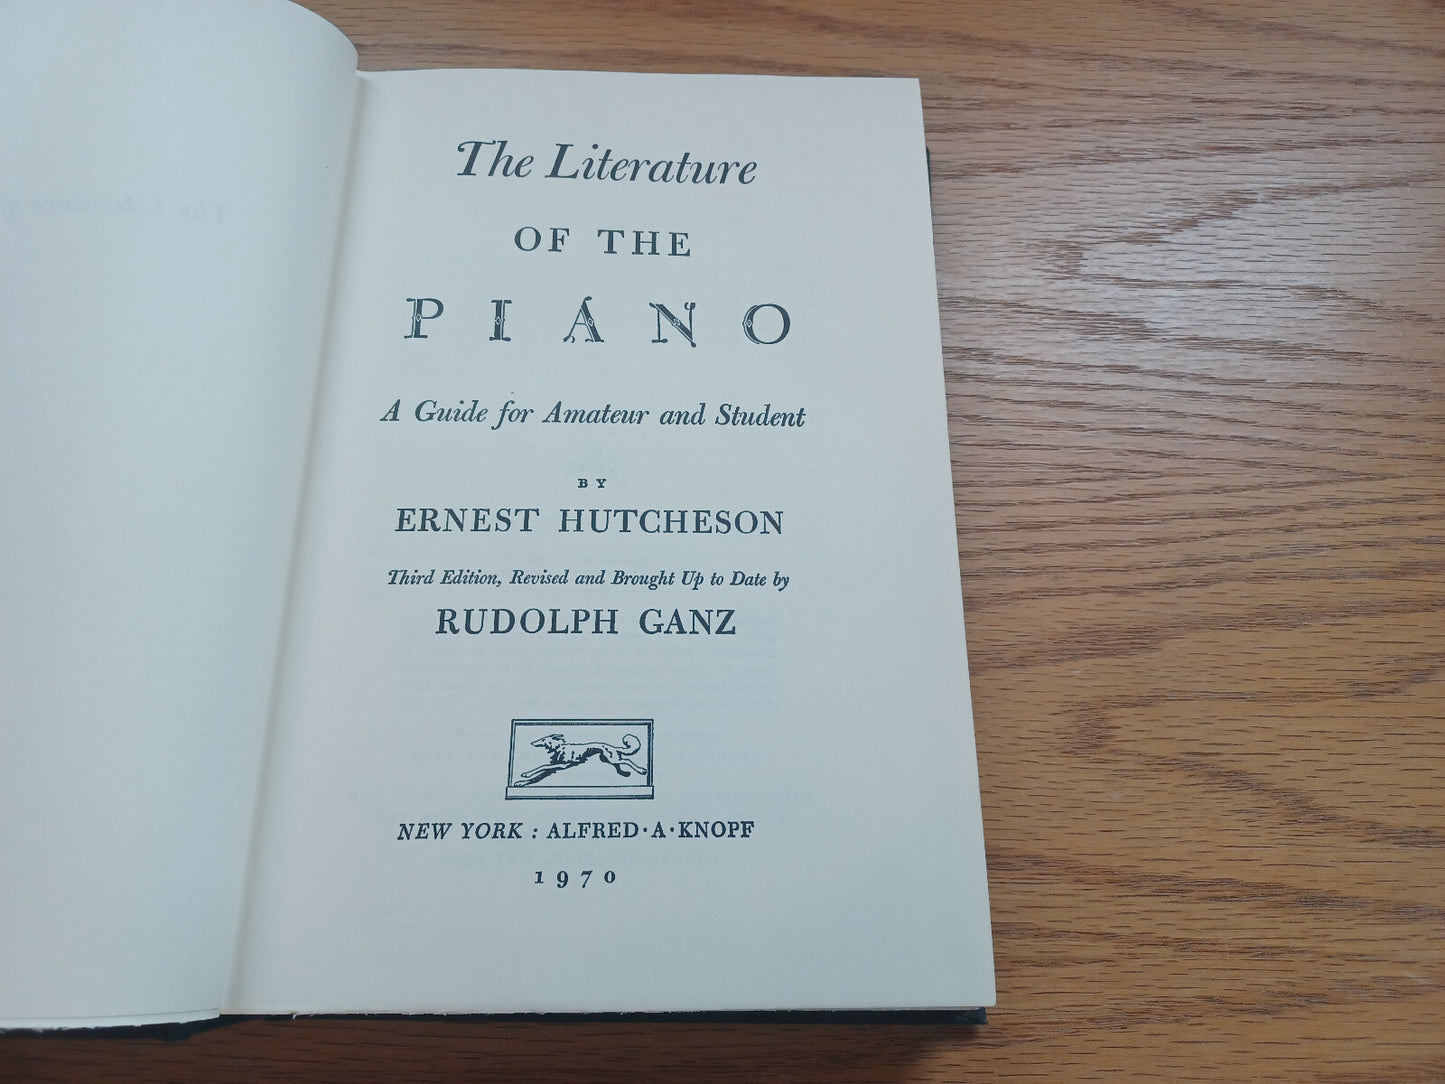 The Literature
OF THE
PIANO
A Guide for Amateur and Student
BY
ERNEST HUTCHESON
Third Edition, Revised and Brought Up to Date by
RUDOLPH GANZ
NEW YORK : ALFRED · A · KNOPF
1970